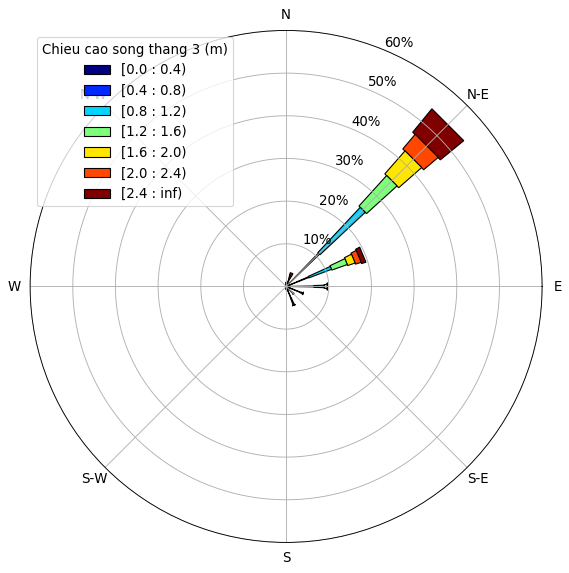 N
60%
Chieu cao song thang 3 (m)
[0.0 : 0.4)
[0.4 : 0.8)
[0.8 : 1.2)
[1.2 : 1.6)
[1.6 : 2.0)
[2.0 : 2.4)
[2.4 : inf)
50%
N-E
40%
30%
20%
10%
W
E
S-W
S-E
S